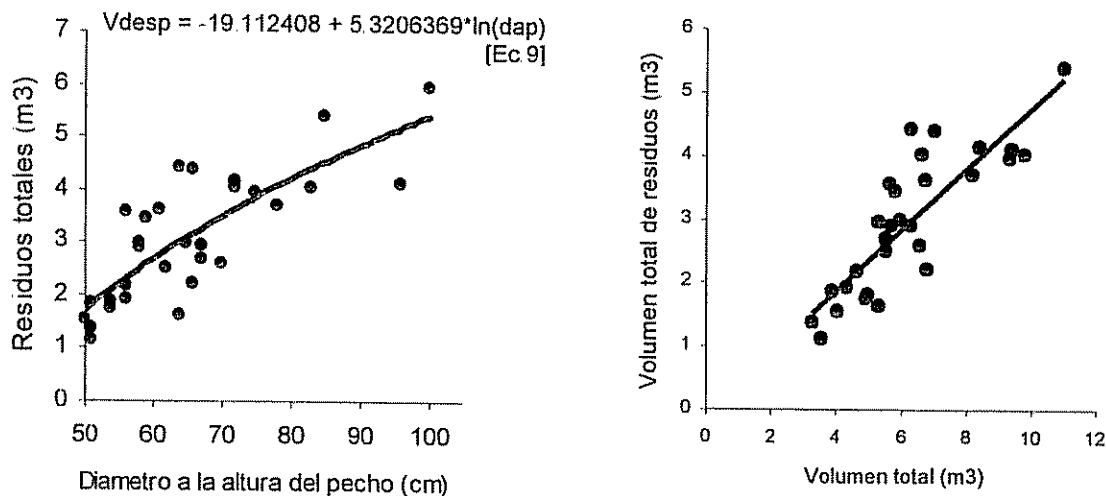 Vdesp = -19.112408 + 5.3206369*ln(dap)
[Ec.9]
Residuos totales (m3)
7
6
5
4
3
2
1
0
50 60 70 80 90 100
Diametro a la altura del pecho (cm)
Volumen total de residuos (m3)
6
5
4
3
2
1
0
0 2 4 6 8 10 12
Volumen total (m3)